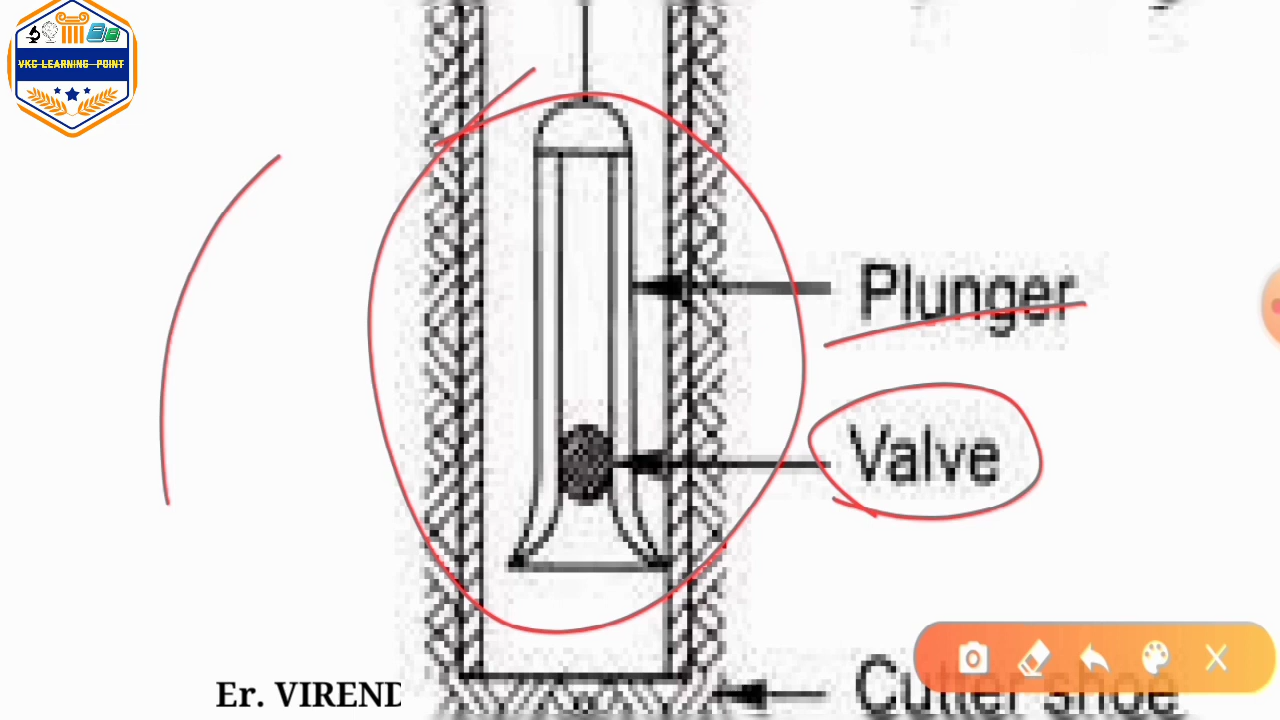 VKG LEARNING POINT
Plunger
Valve
Cutter shoe
Er. VIREND